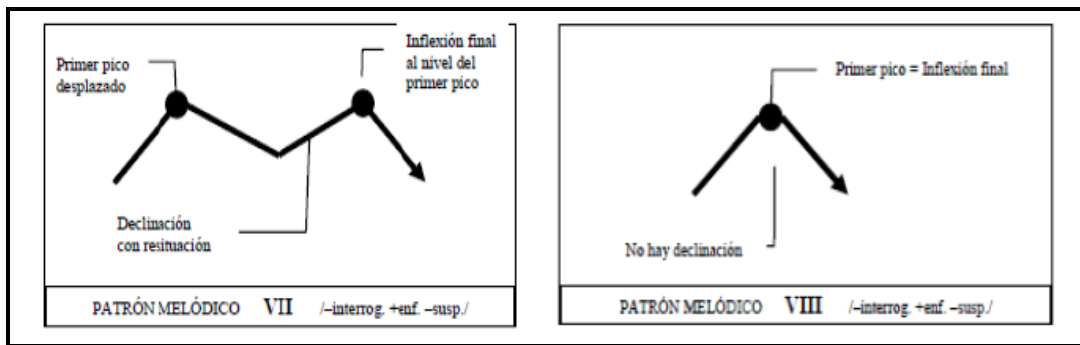 Primer pico
desplazado
Inflexión final
al nivel del
primer pico
Declinación
con resituación
PATRÓN MELÓDICO VII /–interrog. +enf. –susp./
Primer pico = Inflexión final
No hay declinación
PATRÓN MELÓDICO VIII /–interrog. +enf. –susp./